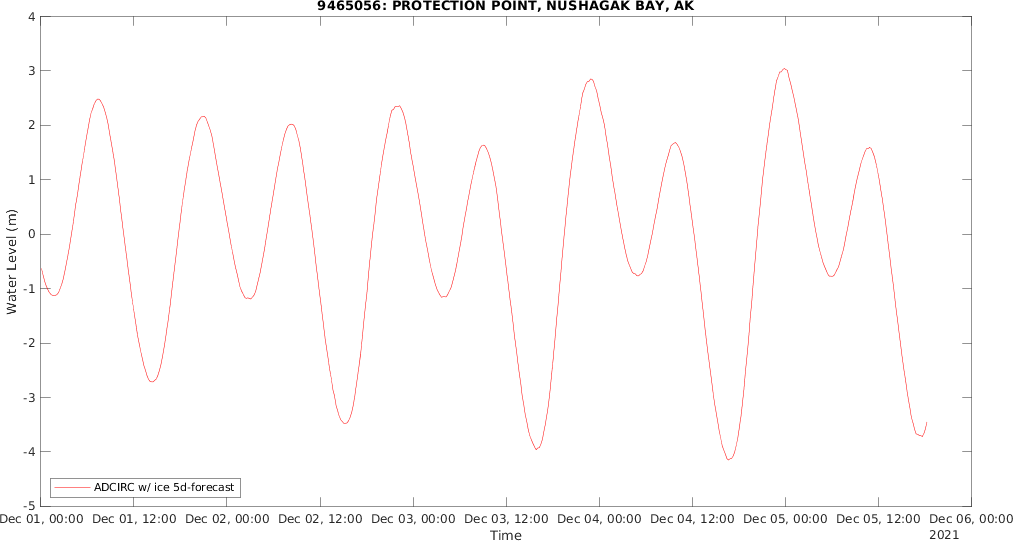 9465056: PROTECTION POINT, NUSHAGAK BAY, AK
4
3
2
1
0
-1
-2
-3
-4
-5
Water Level (m)
ADCIRC w/ ice 5d-forecast
Dec 01, 00:00 Dec 01, 12:00 Dec 02, 00:00 Dec 02, 12:00 Dec 03, 00:00 Dec 03, 12:00 Dec 04, 00:00 Dec 04, 12:00 Dec 05, 00:00 Dec 05, 12:00 Dec 06, 00:00
Time
2021